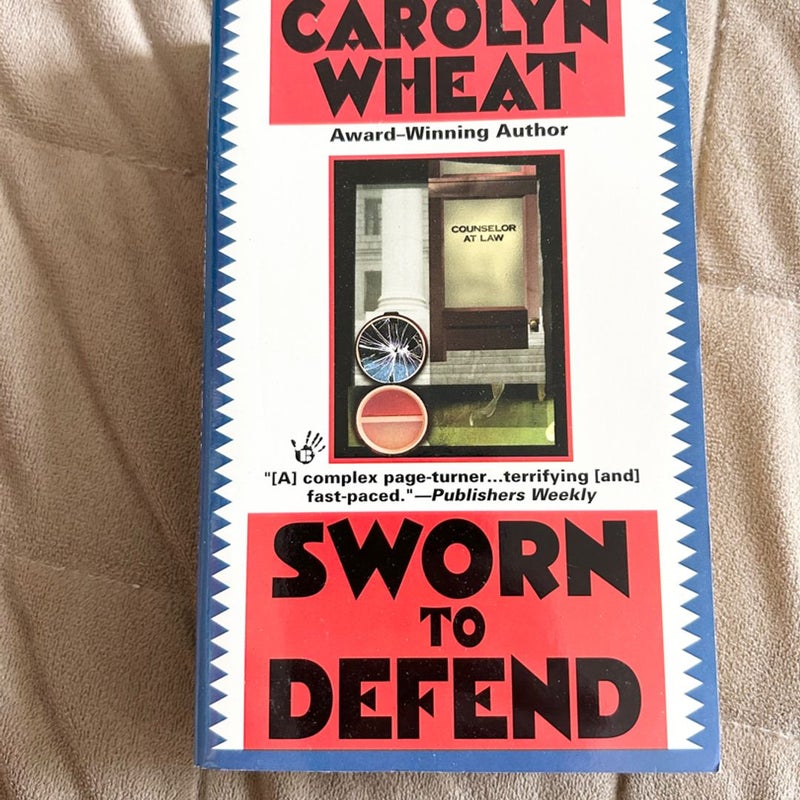 CAROLYN
WHEAT
Award–Winning Author
COUNSELOR
AT LAW
"[A] complex page-turner...terrifying [and]
fast-paced."—Publishers Weekly
SWORN
TO
DEFEND